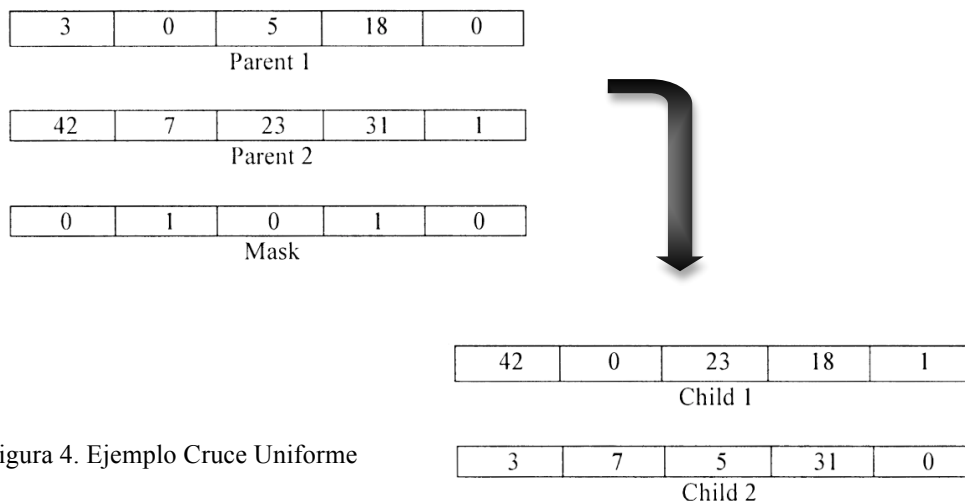 3 0 5 18 0
Parent 1
42 7 23 31 1
Parent 2
0 1 0 1 0
Mask
42 0 23 18 1
Child 1
igura 4. Ejemplo Cruce Uniforme
3 7 5 31 0
Child 2